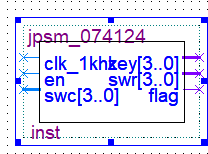 jpsm_074124
clk_1khz key[3..0]
en swr[3..0]
swc[3..0] flag
inst